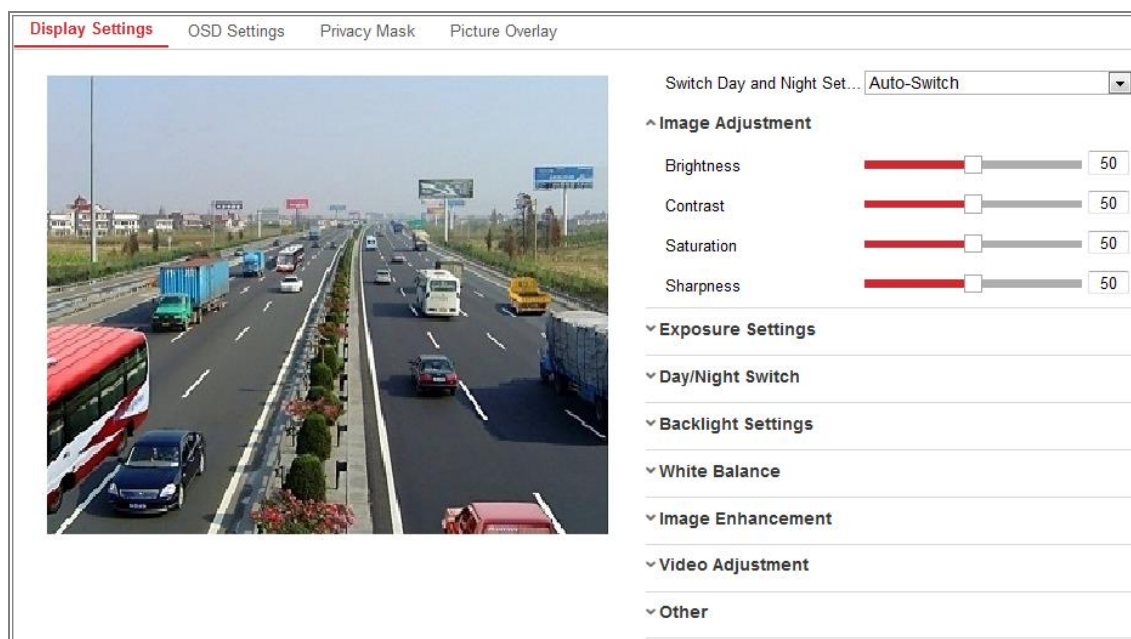 Display Settings OSD Settings Privacy Mask Picture Overlay
Switch Day and Night Set... Auto-Switch
Image Adjustment
Brightness 50
Contrast 50
Saturation 50
Sharpness 50
Exposure Settings
Day/Night Switch
Backlight Settings
White Balance
Image Enhancement
Video Adjustment
Other